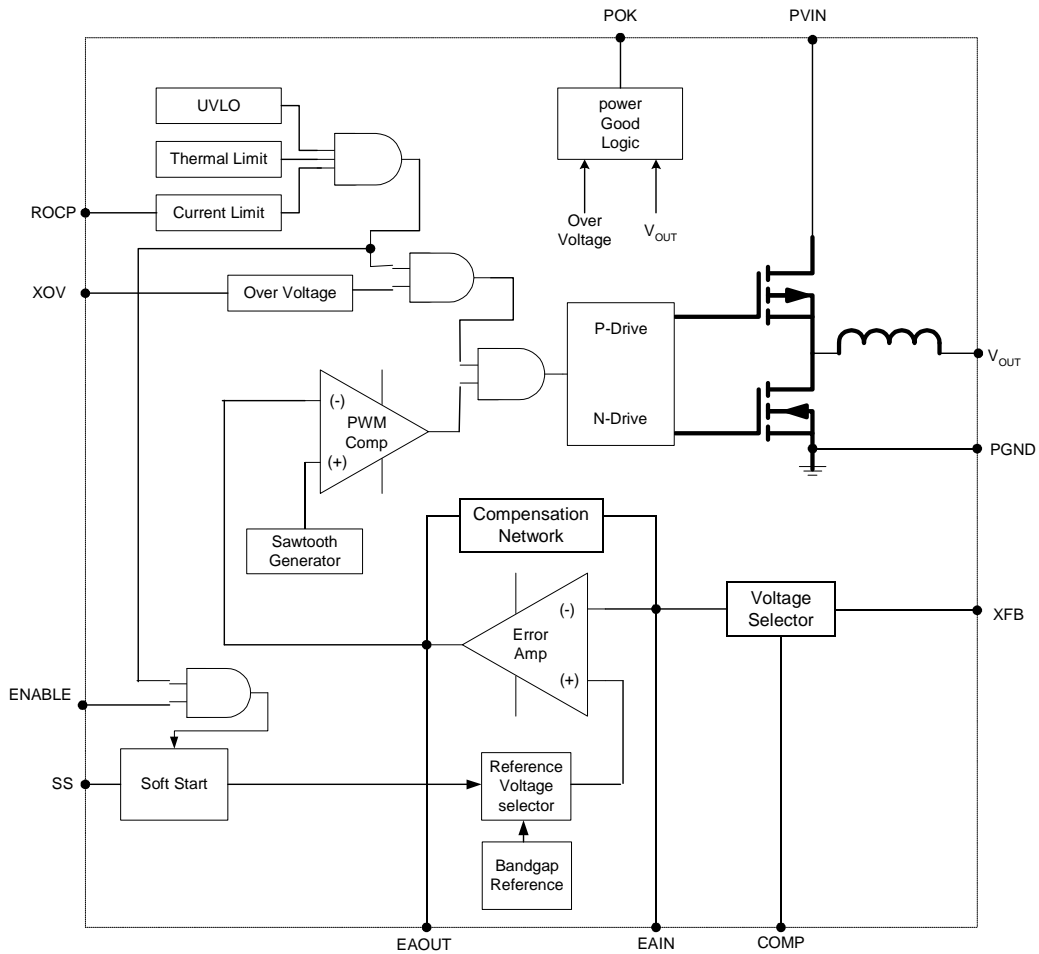 POK
PVIN
UVLO
power
Good
Logic
Thermal Limit
ROCP
Current Limit
Over
Voltage
VOUT
XOV
Over Voltage
P-Drive
VOUT
(-)
PWM
Comp
N-Drive
(+)
PGND
Compensation
Network
Sawtooth
Generator
(-)
Voltage
Selector
XFB
Error
Amp
(+)
ENABLE
SS
Soft Start
Reference
Voltage
selector
Bandgap
Reference
EAOUT
EAIN
COMP